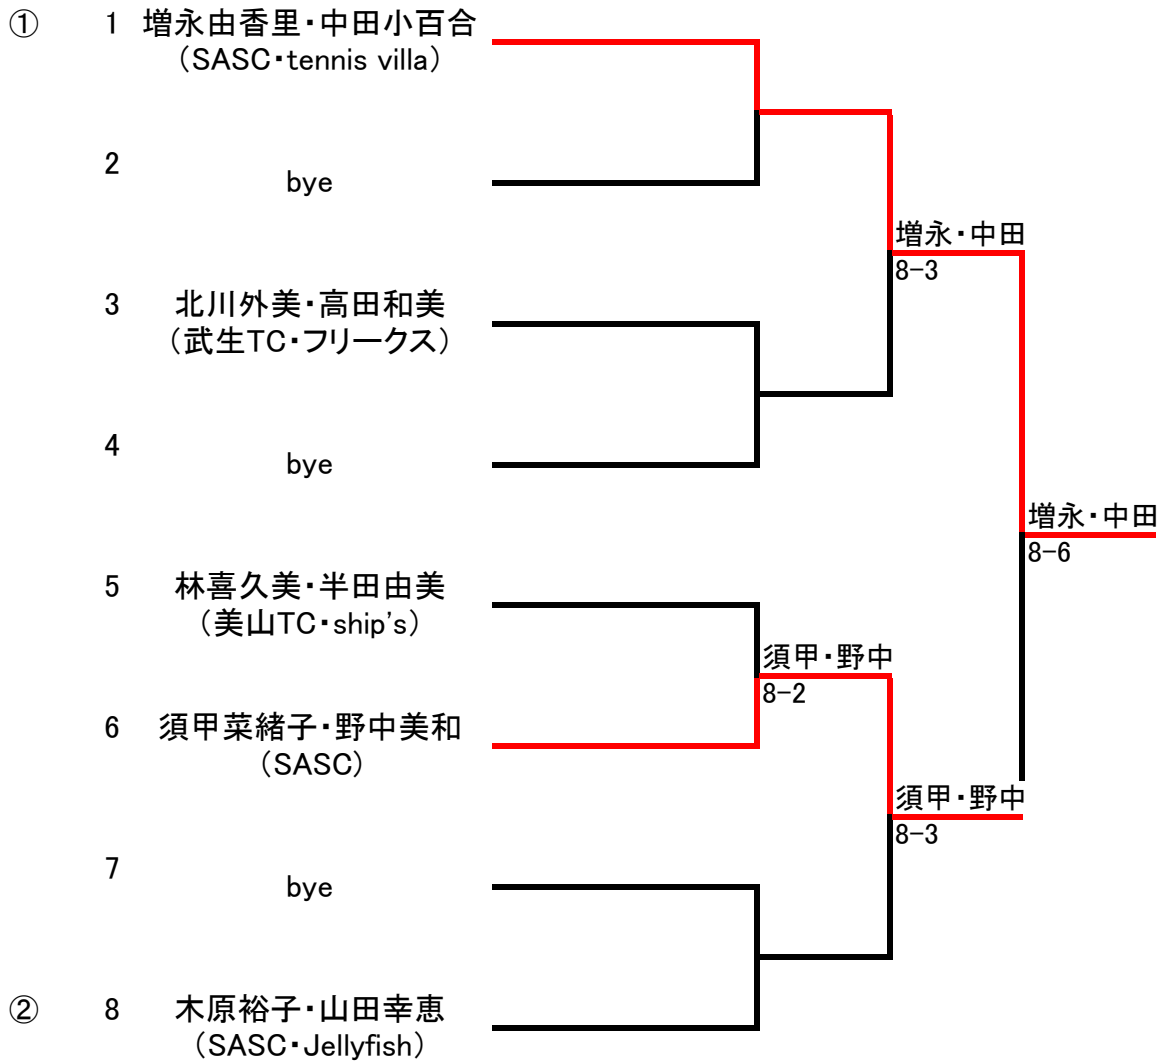 ① 1 増永由香里・中田小百合
（SASC・tennis villa）
2 bye
増永・中田
8-3
3 北川外美・高田和美
（武生TC・フリークス）
4 bye
増永・中田
8-6
5 林喜久美・半田由美
（美山TC・ship's）
須甲・野中
8-2
6 須甲菜緒子・野中美和
（SASC）
須甲・野中
8-3
7 bye
② 8 木原裕子・山田幸恵
（SASC・Jellyfish）